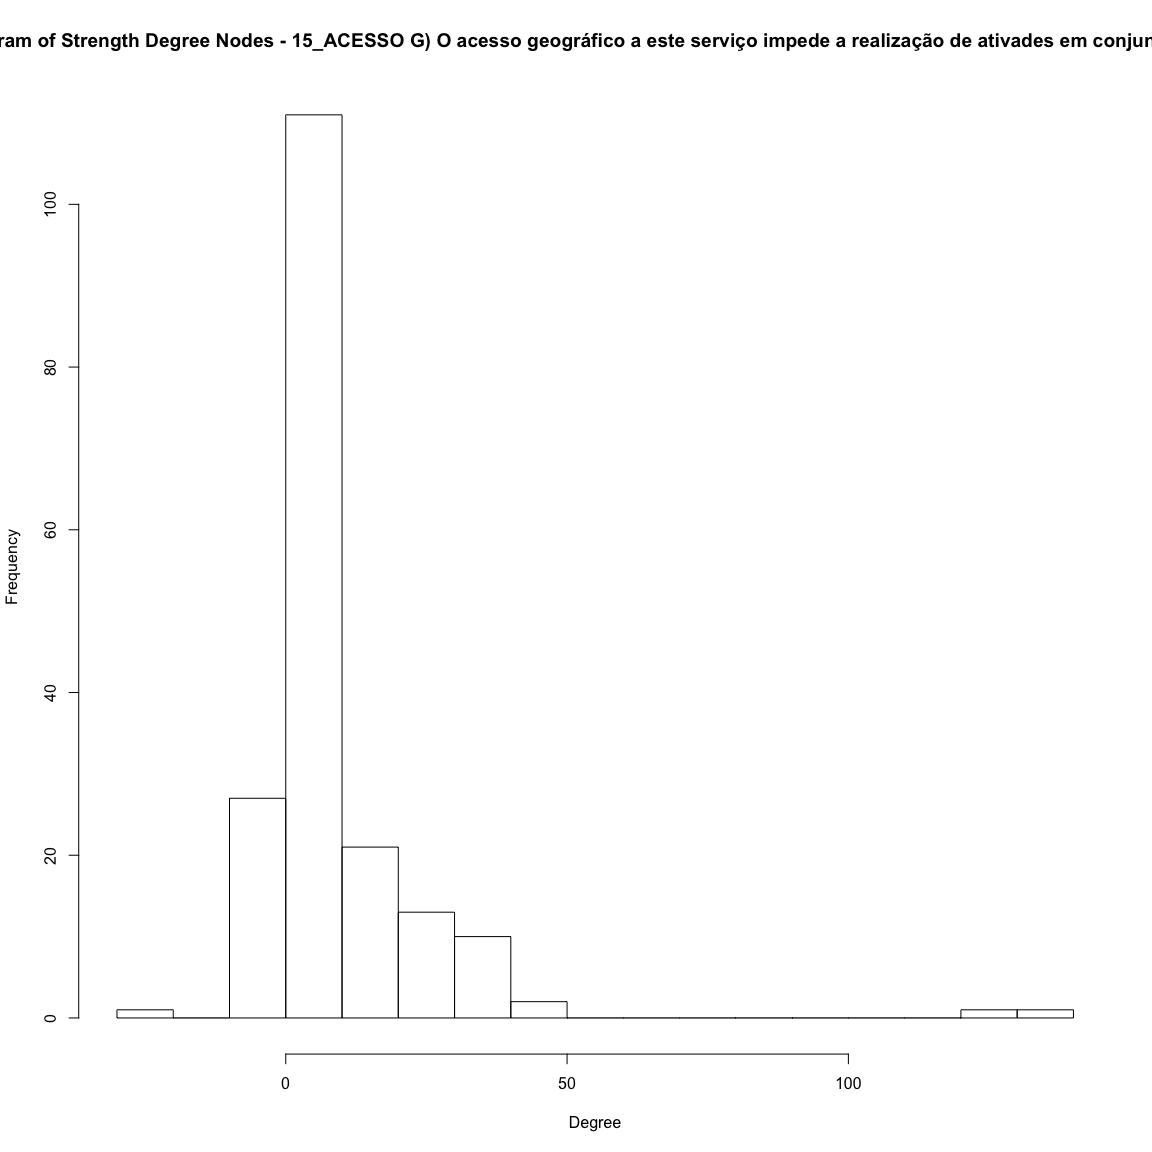 ram of Strength Degree Nodes - 15_ACESSO G) O acesso geográfico a este serviço impede a realização de ativades em conjun
100
80
60
40
20
0
Frequency
0 50 100
Degree